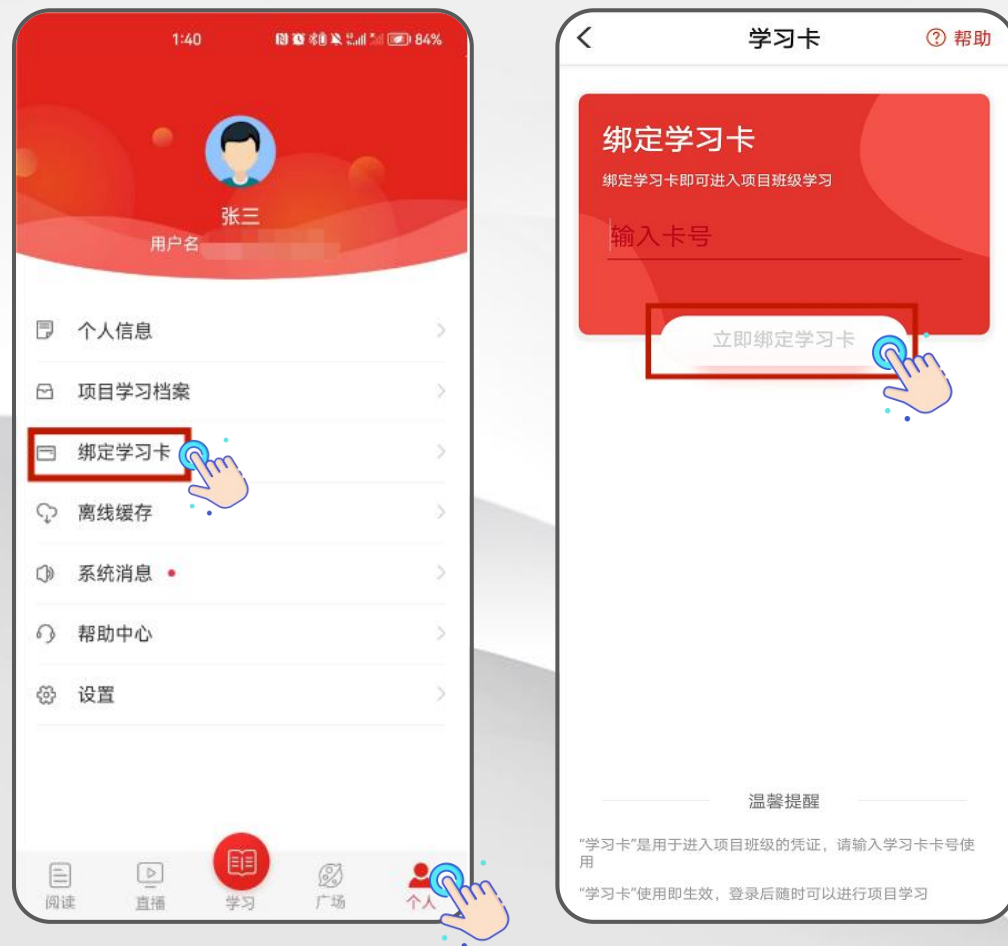 1:40
84%
张三
用户名
个人信息
项目学习档案
绑定学习卡
离线缓存
系统消息
帮助中心
设置
阅读
直播
学习
广场
个人
学习卡
帮助
绑定学习卡
绑定学习卡即可进入项目班级学习
输入卡号
立即绑定学习卡
温馨提醒
“学习卡”是用于进入项目班级的凭证，请输入学习卡卡号使
用
“学习卡”使用即生效，登录后随时可以进行项目学习